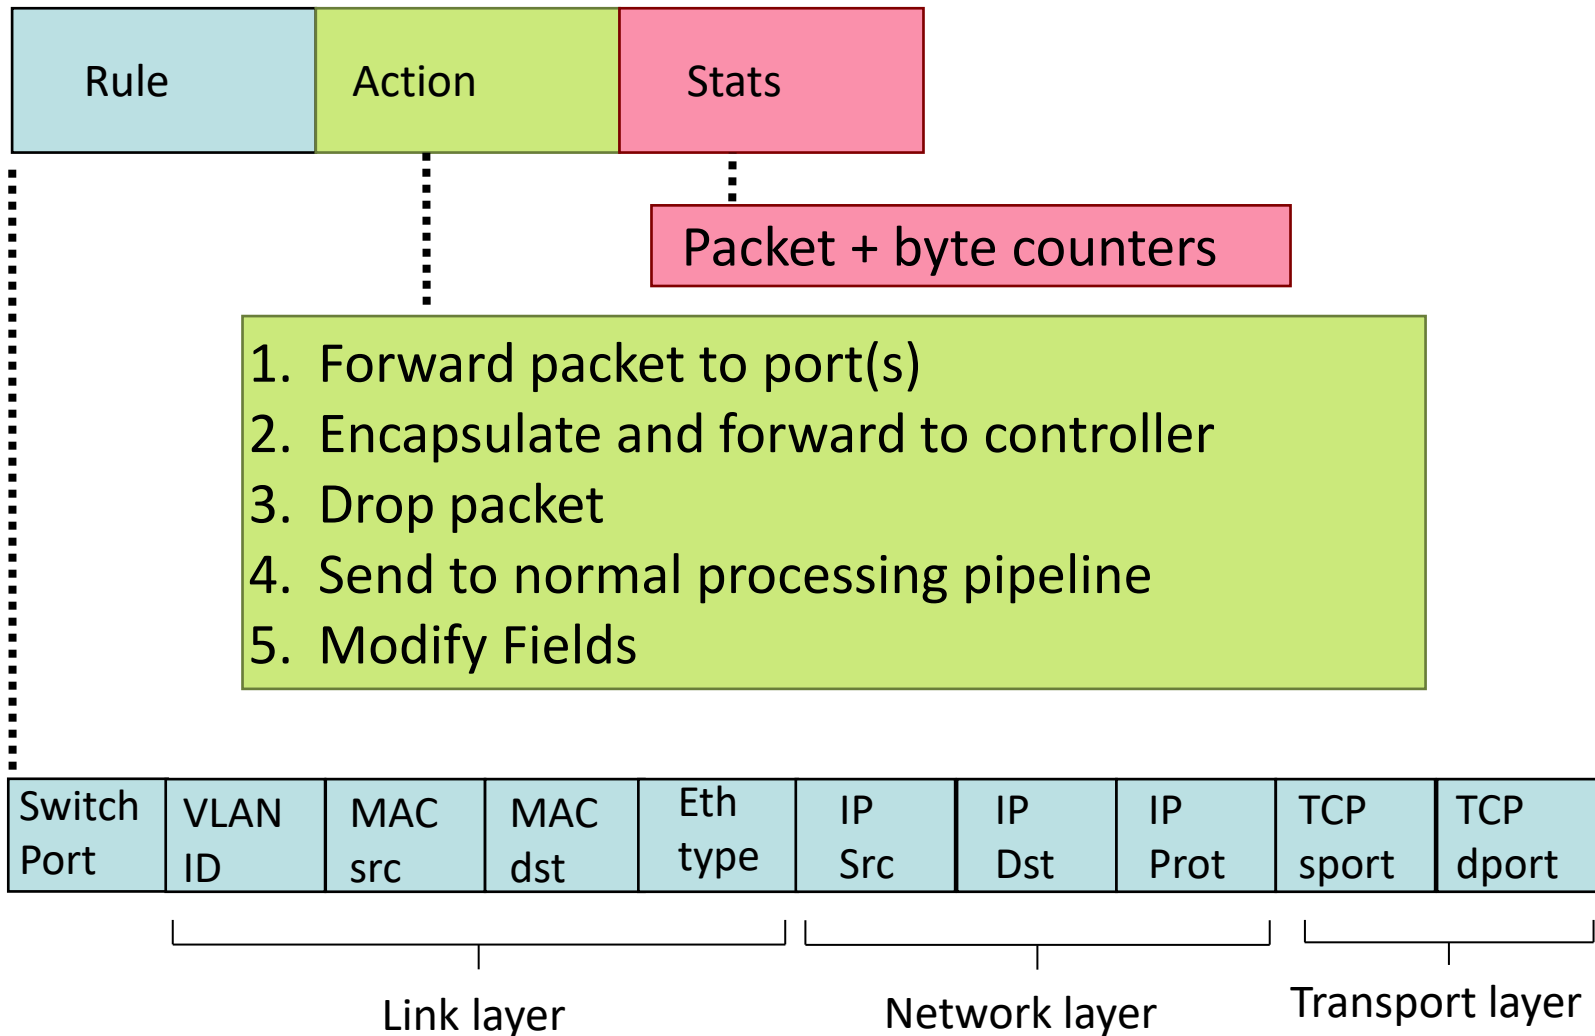 Rule
Action
Stats
Packet + byte counters
1. Forward packet to port(s)
2. Encapsulate and forward to controller
3. Drop packet
4. Send to normal processing pipeline
5. Modify Fields
Switch
Port
VLAN
ID
MAC
src
MAC
dst
Eth
type
IP
Src
IP
Dst
IP
Prot
TCP
sport
TCP
dport
Link layer
Network layer
Transport layer